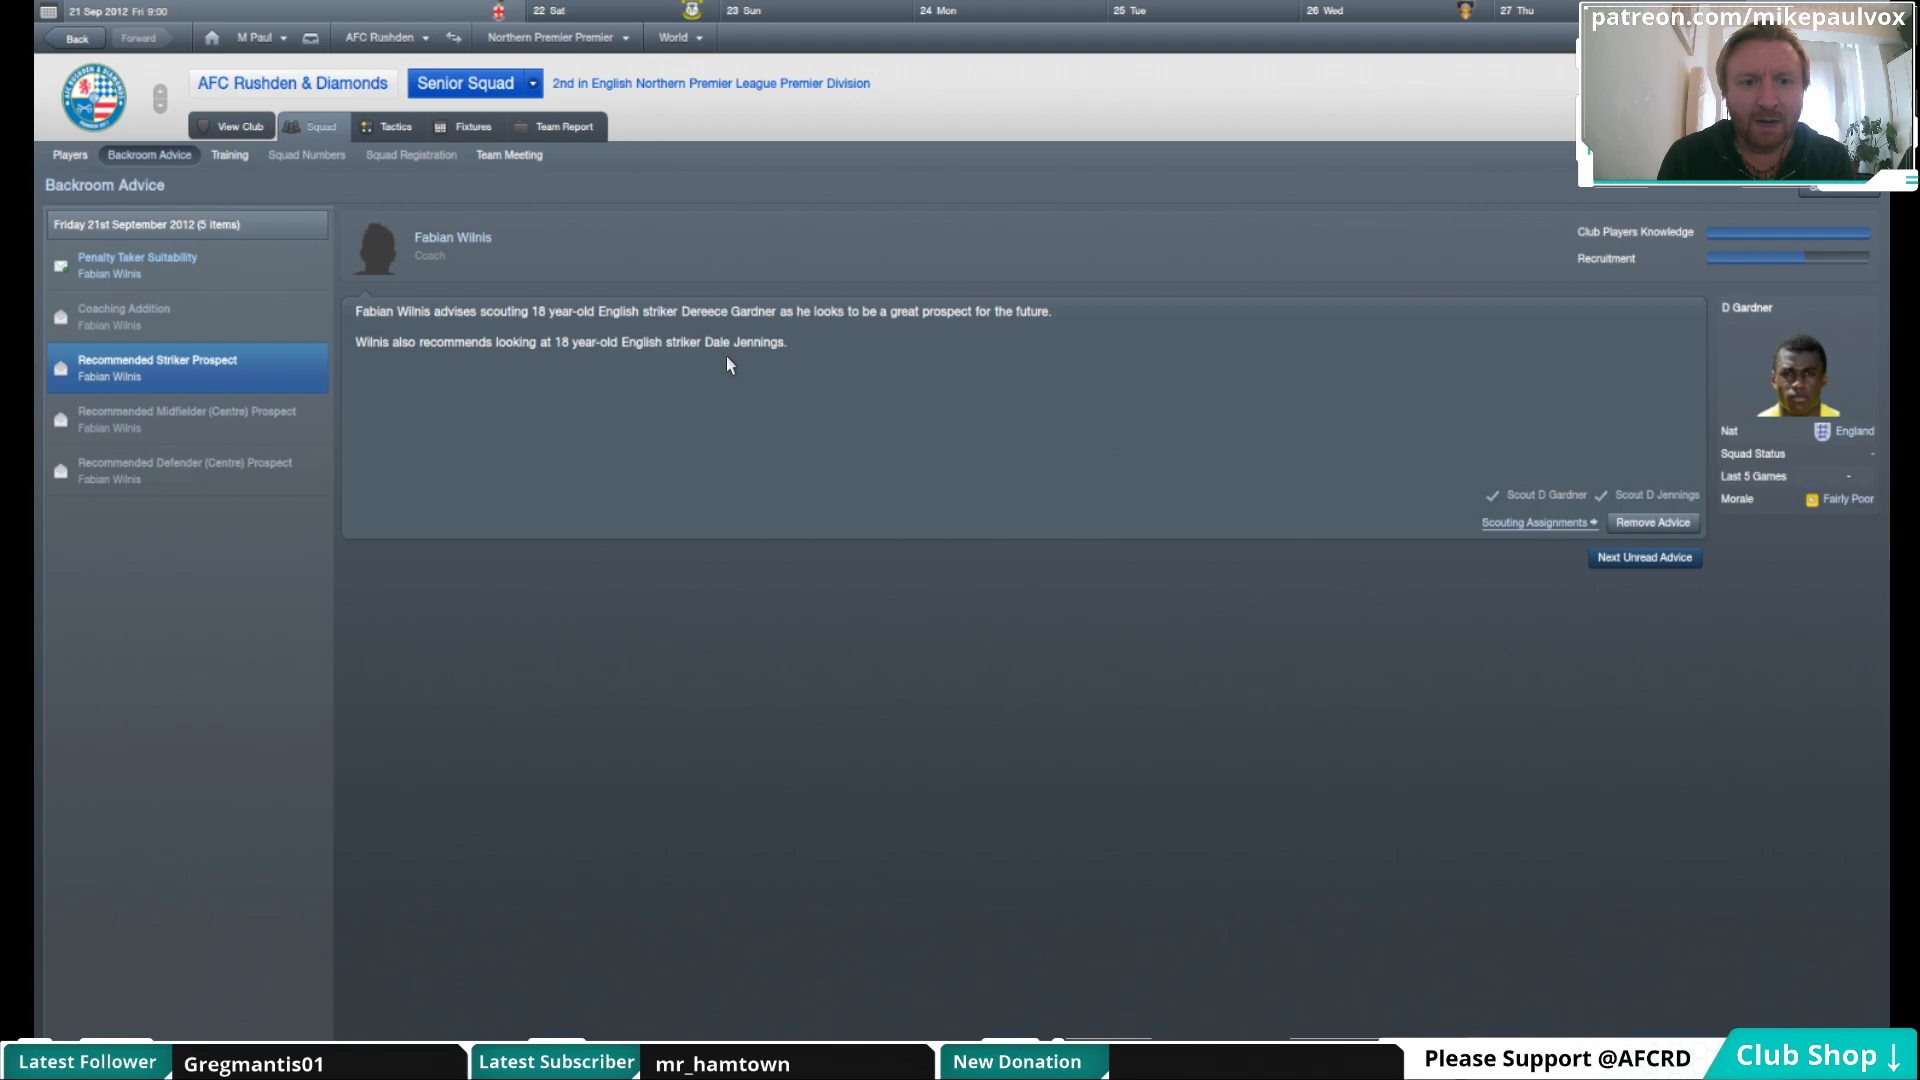 patreon.com/mikepaulvox
21 Sep 2012 Fri 9:00
22 Sat
23 Sun
24 Mon
25 Tue
26 Wed
27 Thu
Back
Forward
M Paul
AFC Rushden
Northern Premier Premier
World
AFC Rushden & Diamonds
Senior Squad
2nd in English Northern Premier League Premier Division
View Club
Squad
Tactics
Fixtures
Team Report
Players
Backroom Advice
Training
Squad Numbers
Squad Registration
Team Meeting
Backroom Advice
Friday 21st September 2012 (5 items)
Penalty Taker Suitability
Fabian Wilnis
Coaching Addition
Fabian Wilnis
Recommended Striker Prospect
Fabian Wilnis
Recommended Midfielder (Centre) Prospect
Fabian Wilnis
Recommended Defender (Centre) Prospect
Fabian Wilnis
Fabian Wilnis
Coach
Club Players Knowledge
Recruitment
Fabian Wilnis advises scouting 18 year-old English striker Dereece Gardner as he looks to be a great prospect for the future.
Wilnis also recommends looking at 18 year-old English striker Dale Jennings.
Scout D Gardner
Scout D Jennings
Scouting Assignments
Remove Advice
Next Unread Advice
D Gardner
Nat England
Squad Status -
Last 5 Games -
Morale Fairly Poor
Latest Follower
Gregmantis01
Latest Subscriber
mr_hamtown
New Donation
Please Support @AFCRD
Club Shop ↓